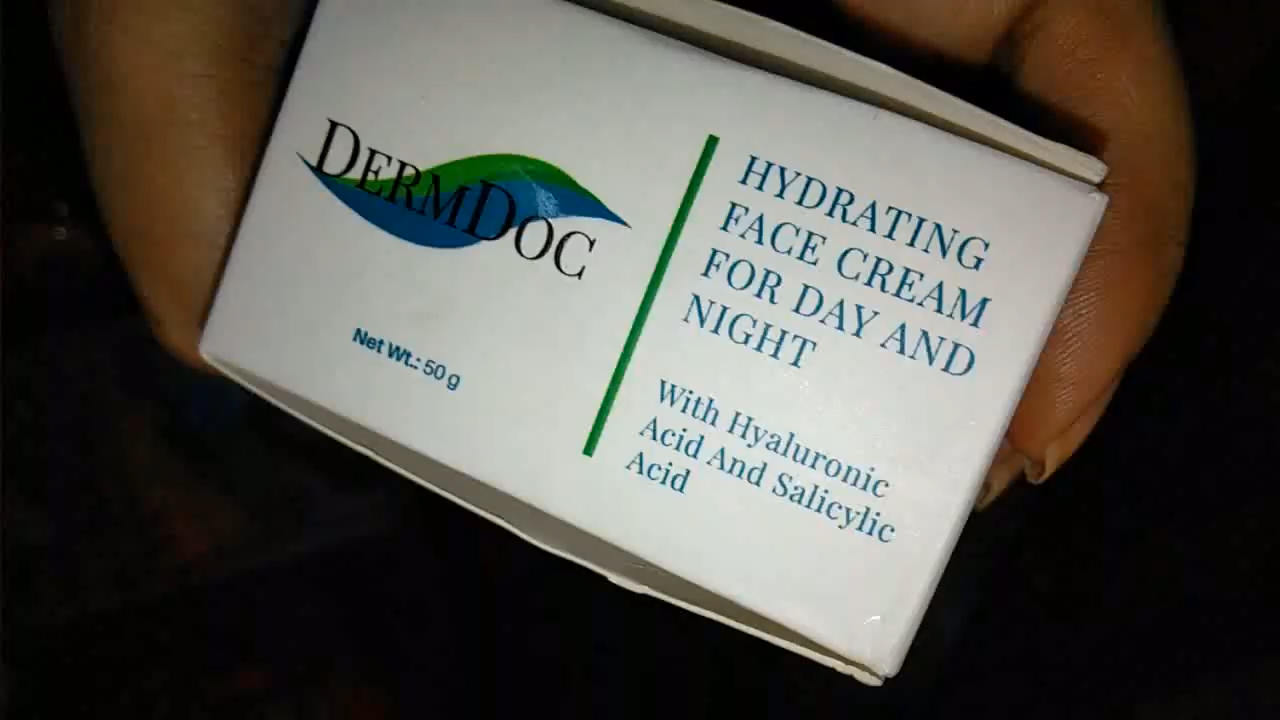 DERMDOC
Net Wt.: 50 g
HYDRATING
FACE CREAM
FOR DAY AND
NIGHT
With Hyaluronic
Acid And Salicylic
Acid